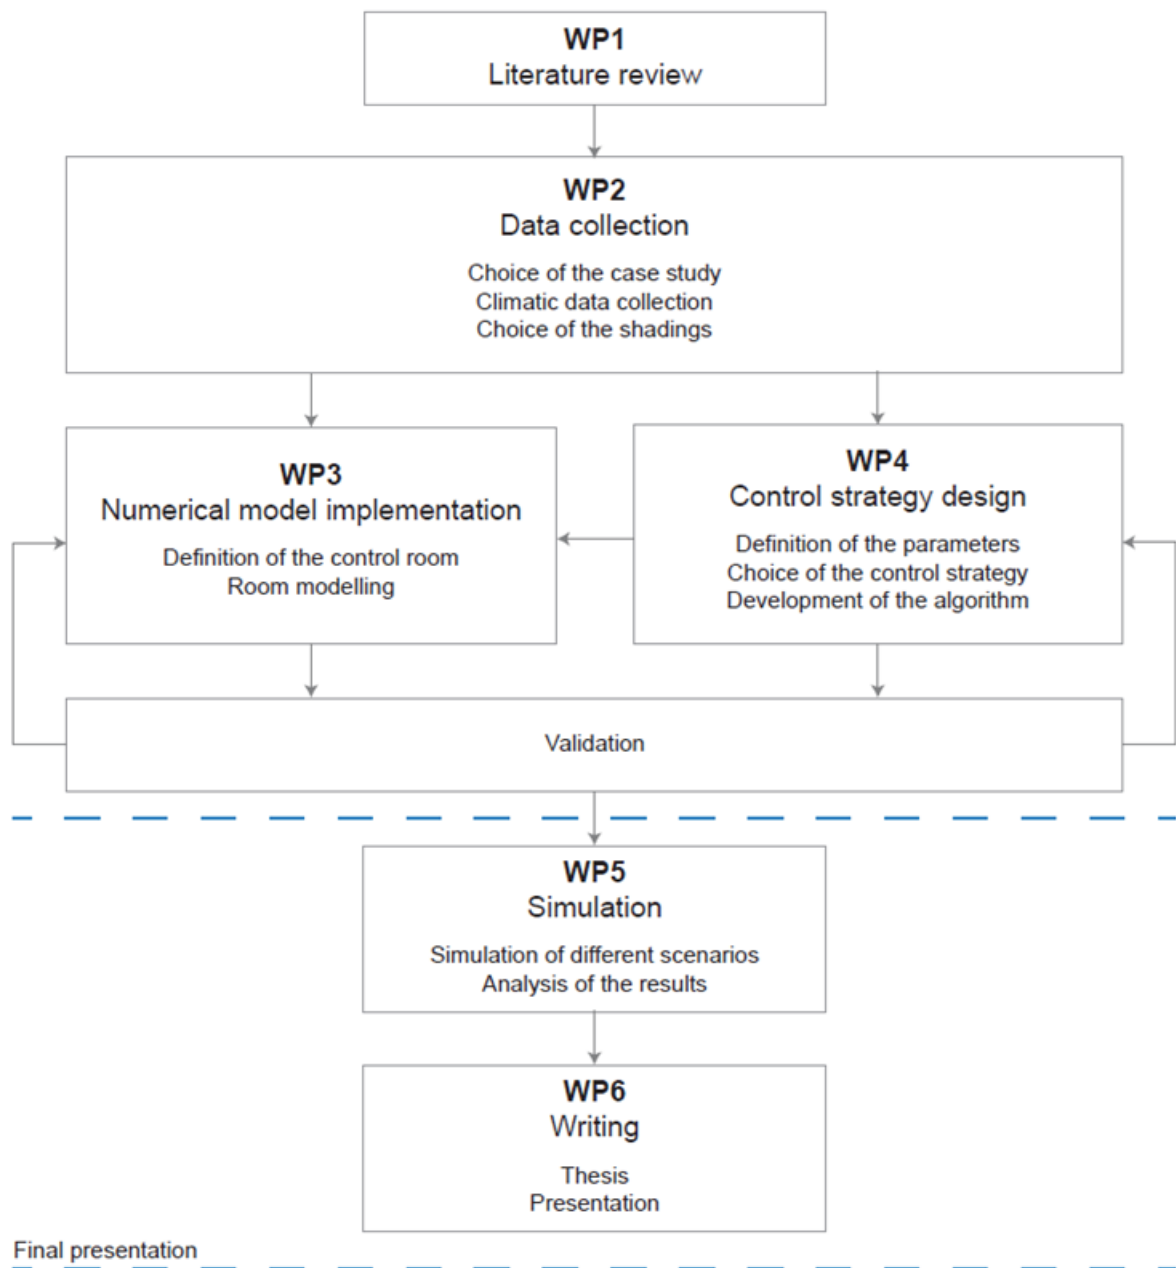 WP1
Literature review
WP2
Data collection
Choice of the case study
Climatic data collection
Choice of the shadings
WP3
Numerical model implementation
Definition of the control room
Room modelling
WP4
Control strategy design
Definition of the parameters
Choice of the control strategy
Development of the algorithm
Validation
WP5
Simulation
Simulation of different scenarios
Analysis of the results
WP6
Writing
Thesis
Presentation
Final presentation